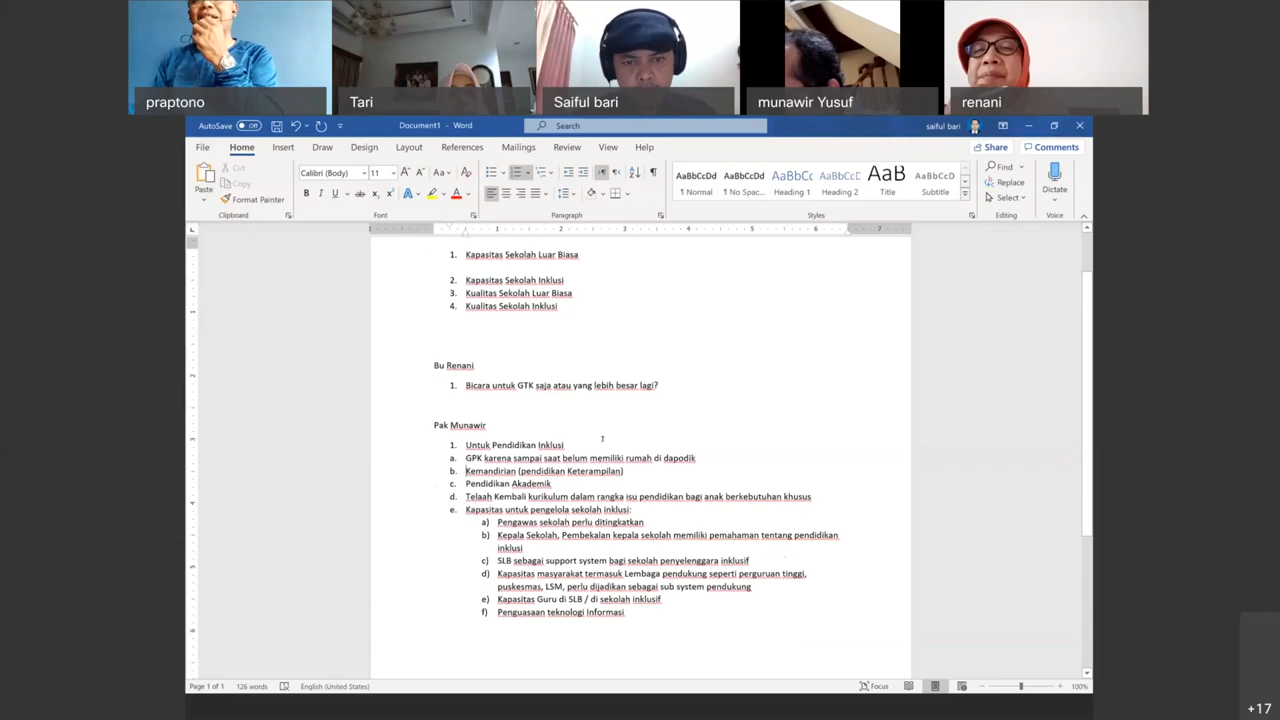 praptono
Tari
Saiful bari
munawir Yusuf
renani
AutoSave Off
Document1 - Word
Search
saiful bari
File Home Insert Draw Design Layout References Mailings Review View Help
Share Comments
Paste
Cut
Copy
Format Painter
Calibri (Body) 11
AaBbCcDd AaBbCcDd AaBbCc AaBbCcD AaB AaBbCcD
¶ Normal ¶ No Spac... Heading 1 Heading 2 Title Subtitle
Find
Replace
Select
Dictate
Clipboard Font Paragraph Styles Editing Voice
1. Kapasitas Sekolah Luar Biasa
2. Kapasitas Sekolah Inklusi
3. Kualitas Sekolah Luar Biasa
4. Kualitas Sekolah Inklusi
Bu Renani
1. Bicara untuk GTK saja atau yang lebih besar lagi?
Pak Munawir
1. Untuk Pendidikan Inklusi
a. GPK karena sampai saat belum memiliki rumah di dapodik
b. Kemandirian (pendidikan Keterampilan)
c. Pendidikan Akademik
d. Telaah Kembali kurikulum dalam rangka isu pendidikan bagi anak berkebutuhan khusus
e. Kapasitas untuk pengelola sekolah inklusi:
a) Pengawas sekolah perlu ditingkatkan
b) Kepala Sekolah, Pembekalan kepala sekolah memiliki pemahaman tentang pendidikan
inklusi
c) SLB sebagai support system bagi sekolah penyelenggara inklusif
d) Kapasitas masyarakat termasuk Lembaga pendukung seperti perguruan tinggi,
puskesmas, LSM, perlu dijadikan sebagai sub system pendukung
e) Kapasitas Guru di SLB / di sekolah inklusif
f) Penguasaan teknologi Informasi
Page 1 of 1 126 words English (United States) Focus 100%
+17